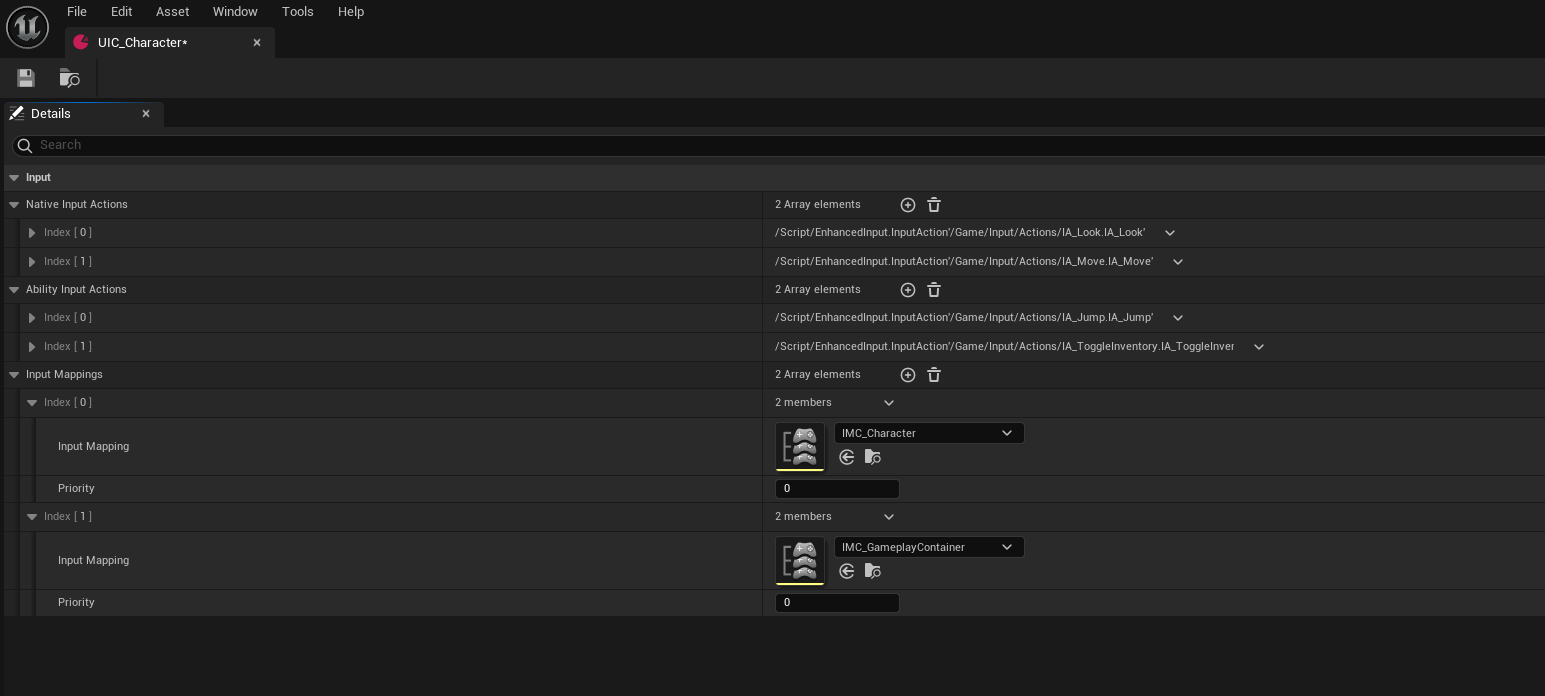 File Edit Asset Window Tools Help
UIC_Character*
Details
Search
Input
Native Input Actions 2 Array elements
Index [ 0 ] /Script/EnhancedInput.InputAction'/Game/Input/Actions/IA_Look.IA_Look'
Index [ 1 ] /Script/EnhancedInput.InputAction'/Game/Input/Actions/IA_Move.IA_Move'
Ability Input Actions 2 Array elements
Index [ 0 ] /Script/EnhancedInput.InputAction'/Game/Input/Actions/IA_Jump.IA_Jump'
Index [ 1 ] /Script/EnhancedInput.InputAction'/Game/Input/Actions/IA_ToggleInventory.IA_ToggleInver
Input Mappings 2 Array elements
Index [ 0 ] 2 members
Input Mapping IMC_Character
Priority 0
Index [ 1 ] 2 members
Input Mapping IMC_GameplayContainer
Priority 0